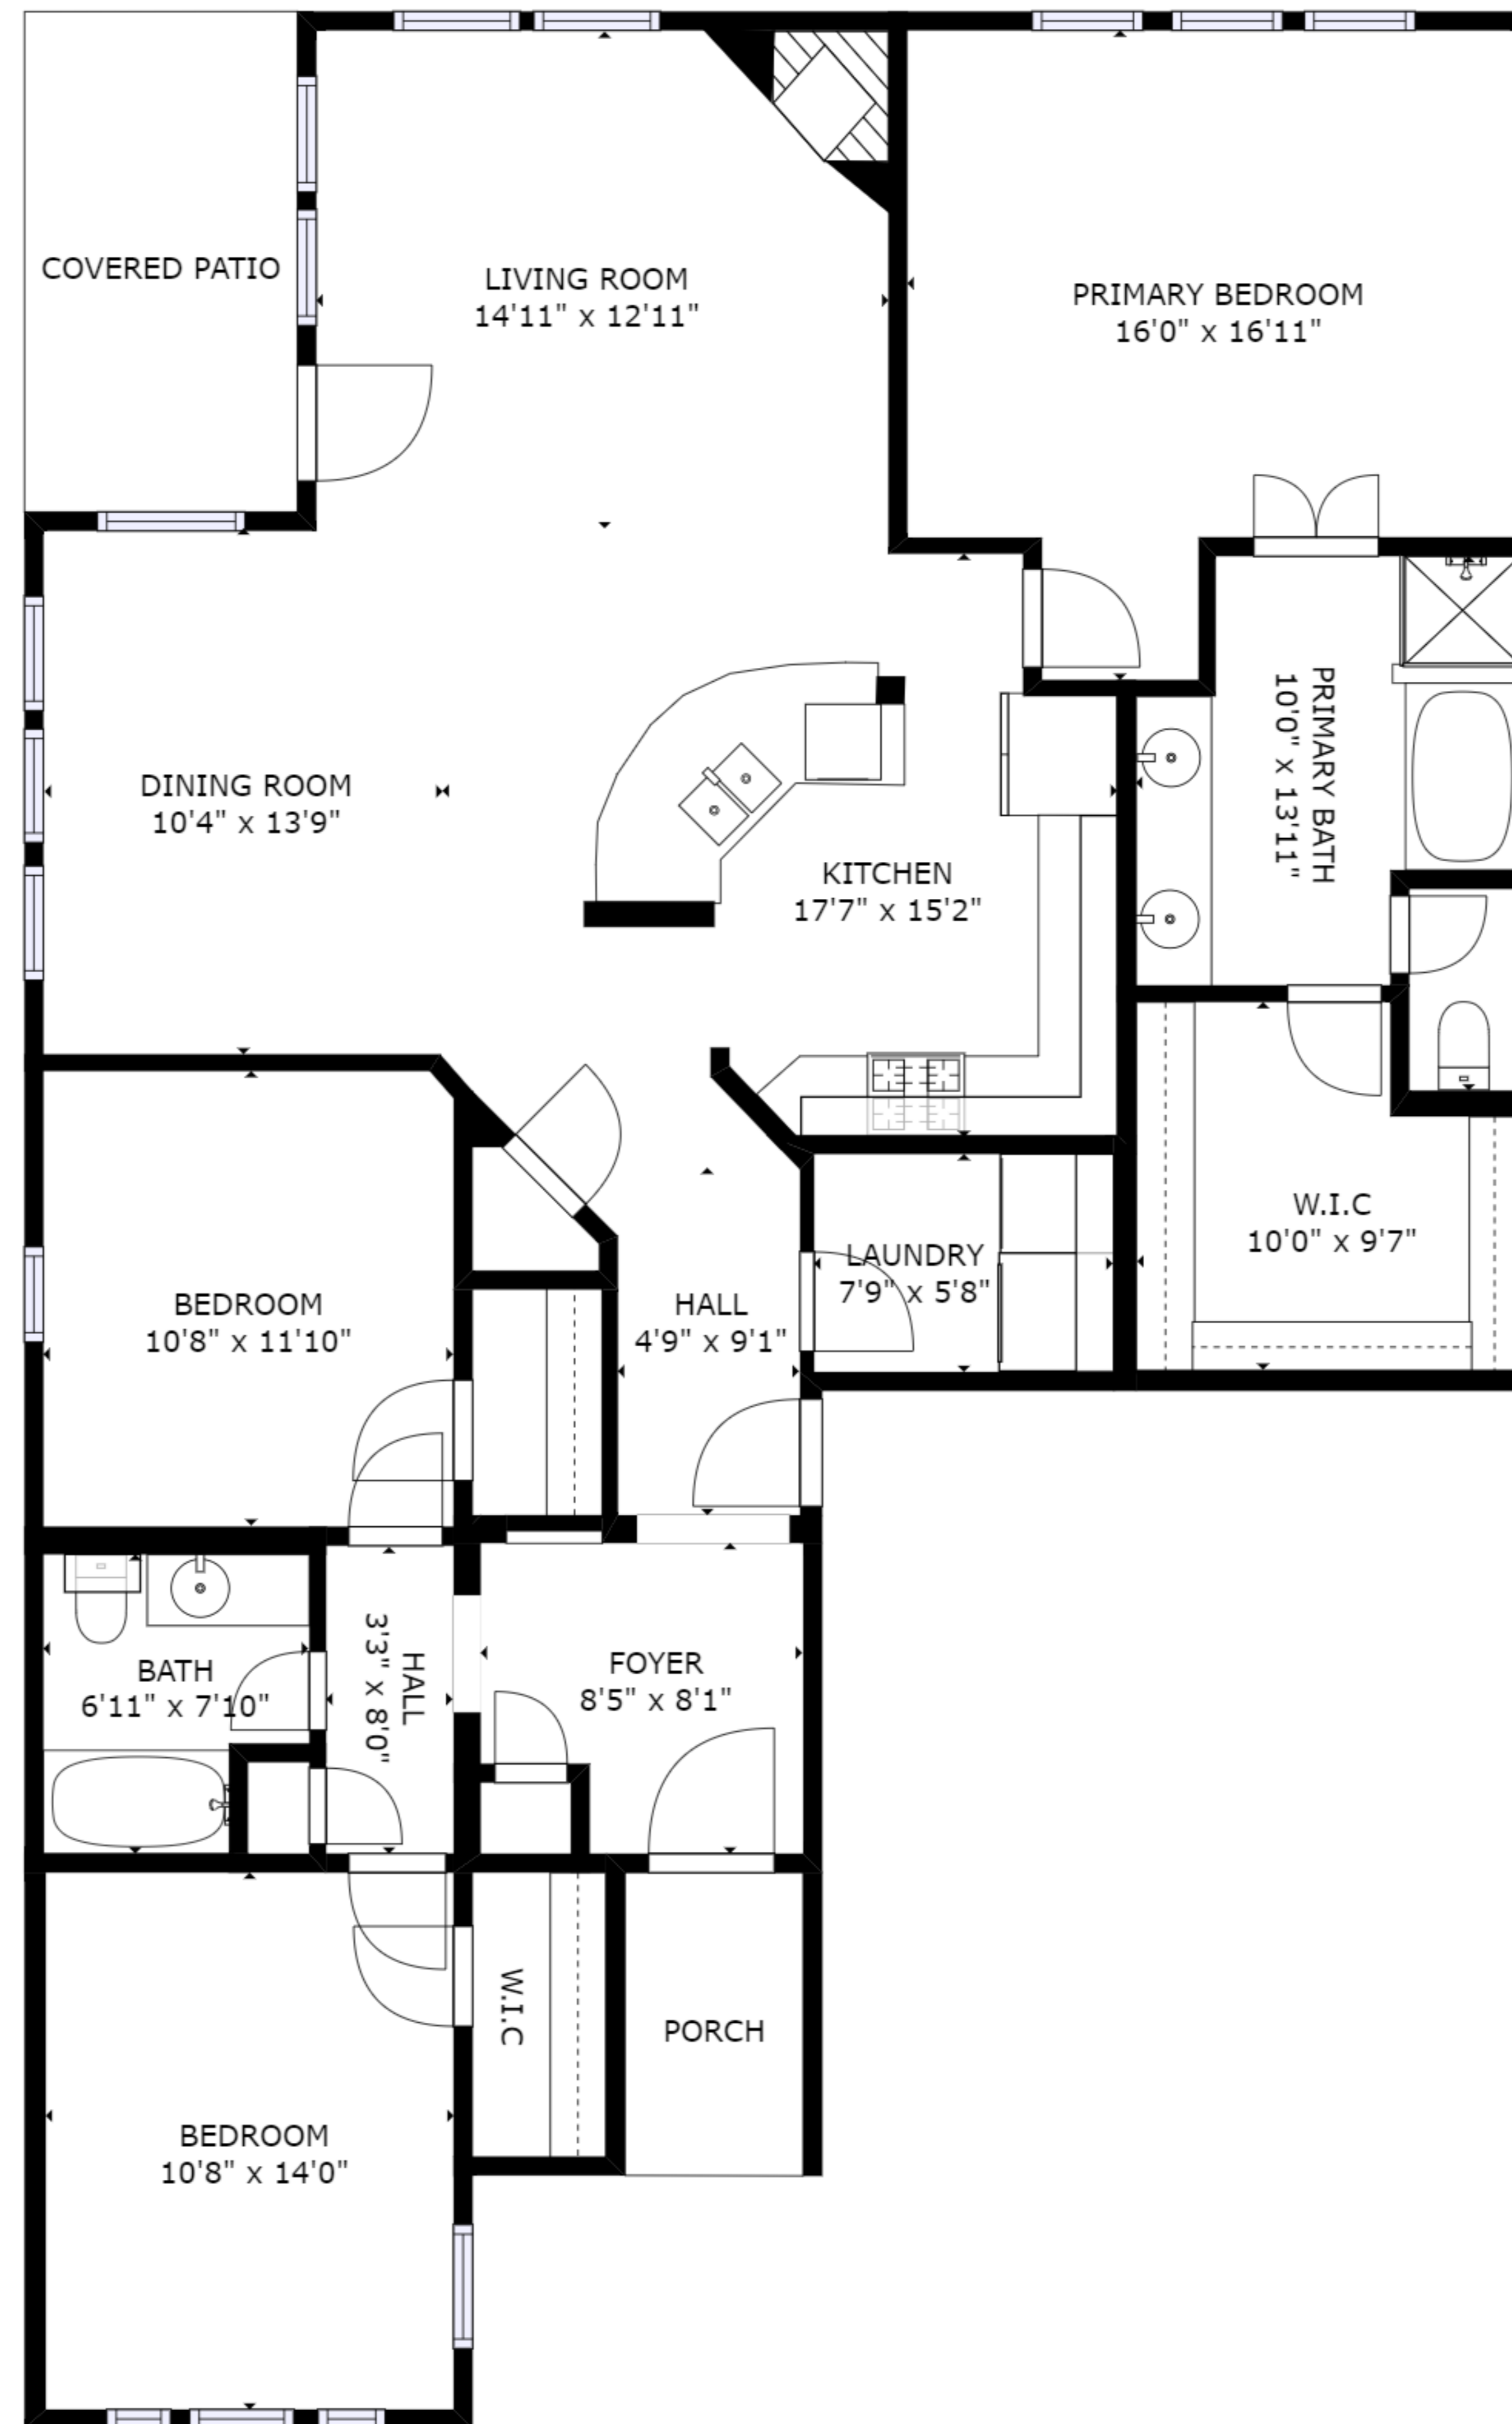 COVERED PATIO
LIVING ROOM
14'11" x 12'11"
PRIMARY BEDROOM
16'0" x 16'11"
DINING ROOM
10'4" x 13'9"
KITCHEN
17'7" x 15'2"
PRIMARY BATH
10'0" x 13'11"
BEDROOM
10'8" x 11'10"
HALL
4'9" x 9'1"
LAUNDRY
7'9" x 5'8"
W.I.C
10'0" x 9'7"
BATH
6'11" x 7'10"
HALL
3'3" x 8'0"
FOYER
8'5" x 8'1"
W.I.C
PORCH
BEDROOM
10'8" x 14'0"